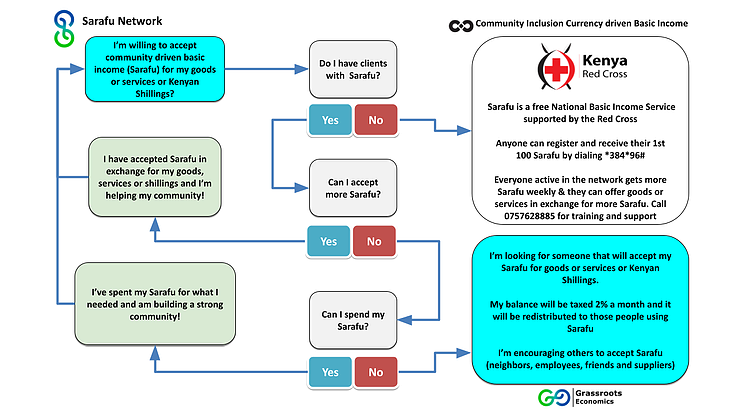 Sarafu Network
Community Inclusion Currency driven Basic Income
I'm willing to accept
community driven basic
income (Sarafu) for my goods
or services or Kenyan
Shillings?
Do I have clients
with Sarafu?
Yes
No
Kenya
Red Cross
Sarafu is a free National Basic Income Service
supported by the Red Cross
Anyone can register and receive their 1st
100 Sarafu by dialing *384*96#
Everyone active in the network gets more
Sarafu weekly & they can offer goods or
services in exchange for more Sarafu. Call
0757628885 for training and support
I have accepted Sarafu in
exchange for my goods,
services or shillings and I'm
helping my community!
Can I accept
more Sarafu?
Yes
No
I've spent my Sarafu for what I
needed and am building a strong
community!
Can I spend my
Sarafu?
Yes
No
I'm looking for someone that will accept my
Sarafu for goods or services or Kenyan
Shillings.
My balance will be taxed 2% a month and it
will be redistributed to those people using
Sarafu
I'm encouraging others to accept Sarafu
(neighbors, employees, friends and suppliers)
Grassroots
Economics